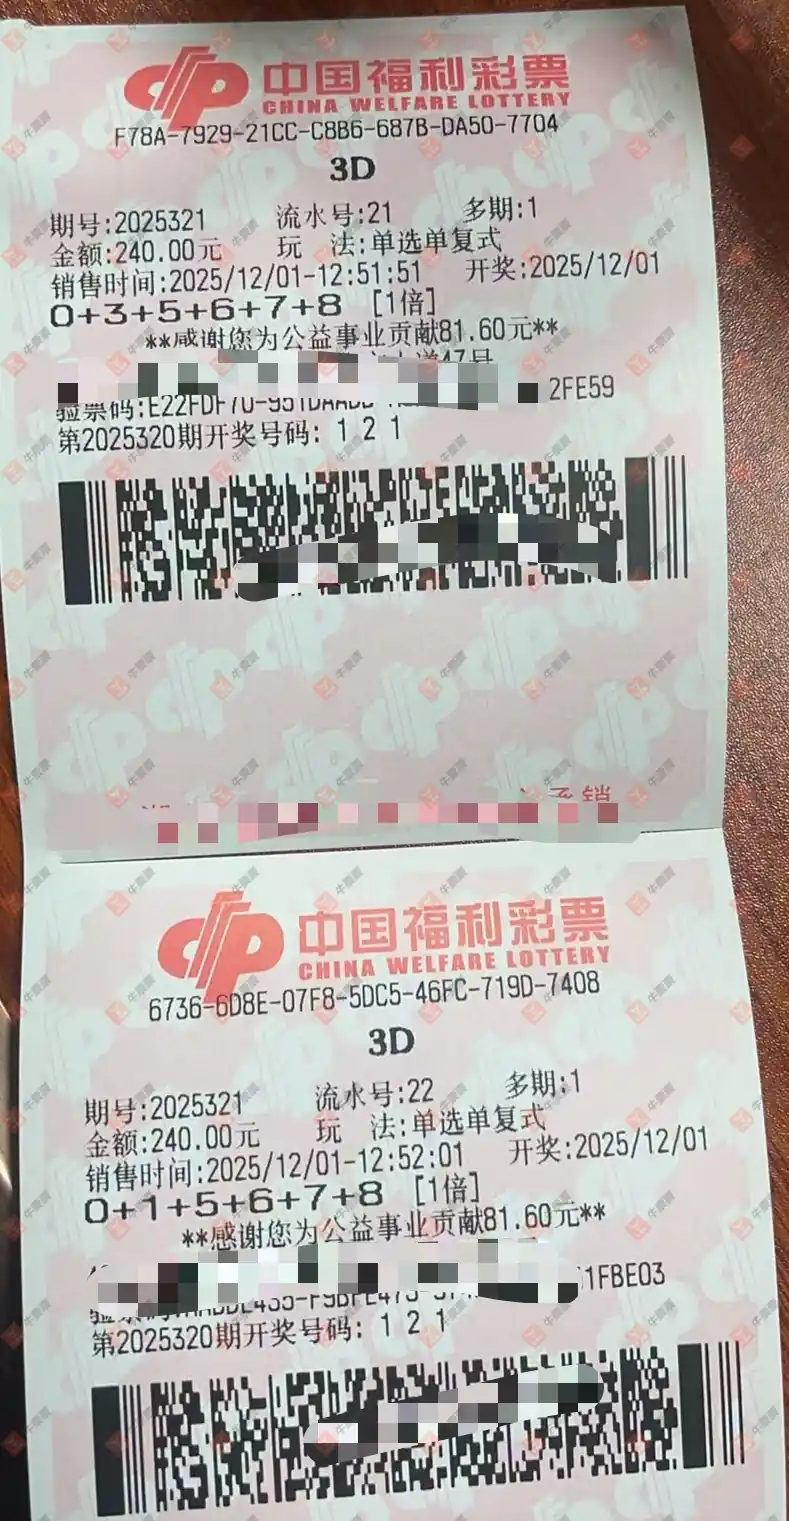 中国福利彩票
CHINA WELFARE LOTTERY
F78A-7929-21CC-C8B6-687B-DA50-7704
3D
期号:2025321 流水号:21 多期:1
金额:240.00元 玩 法:单选单复式
销售时间:2025/12/01-12:51:51 开奖:2025/12/01
0+3+5+6+7+8 [1倍]
**感谢您为公益事业贡献81.60元**
47号
验票码:E22FDF70-951DAADD 2FE59
第2025320期开奖号码: 1 2 1
销
中国福利彩票
CHINA WELFARE LOTTERY
6736-6D8E-07F8-5DC5-46FC-719D-7408
3D
期号:2025321 流水号:22 多期:1
金额:240.00元 玩 法:单选单复式
销售时间:2025/12/01-12:52:01 开奖:2025/12/01
0+1+5+6+7+8 [1倍]
**感谢您为公益事业贡献81.60元**
1FBE03
第2025320期开奖号码: 1 2 1